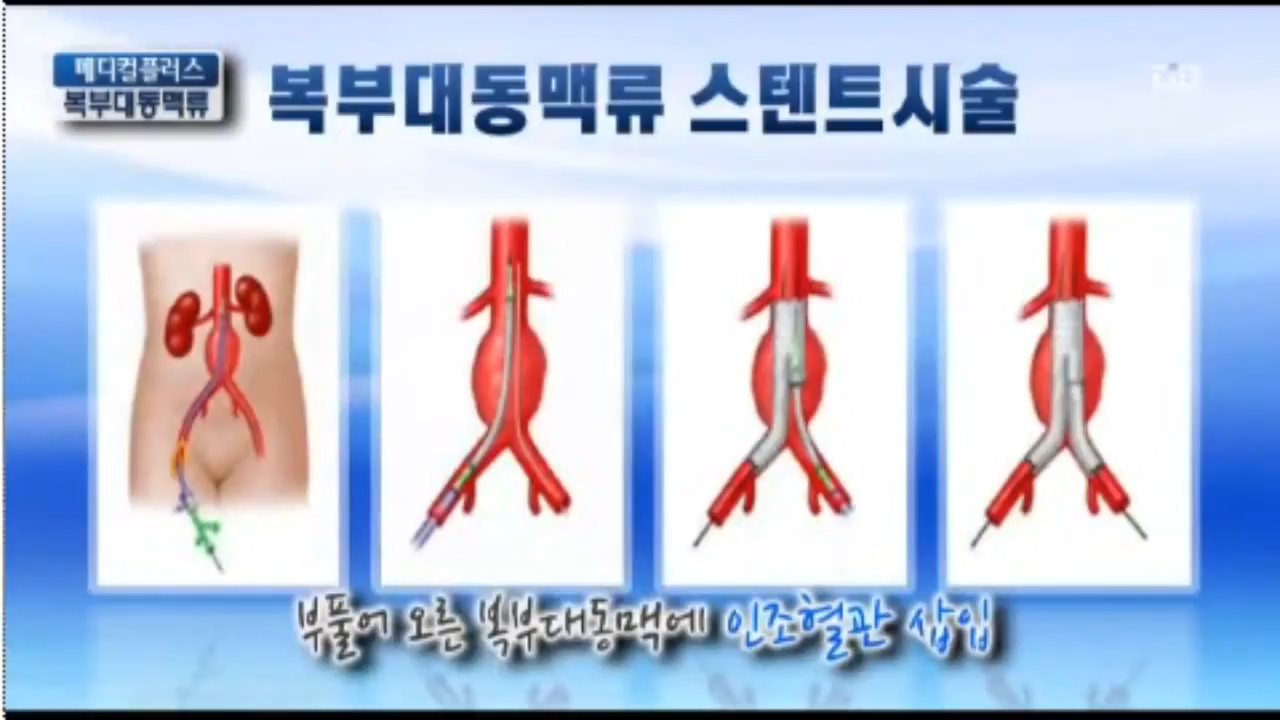 메디컬플러스
복부대동맥류
복부대동맥류 스텐트시술
부풀어 오른 복부대동맥에 인조혈관 삽입